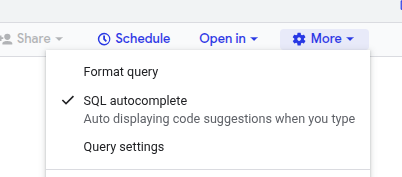 Share
Schedule
Open in
More
Format query
SQL autocomplete
Auto displaying code suggestions when you type
Query settings